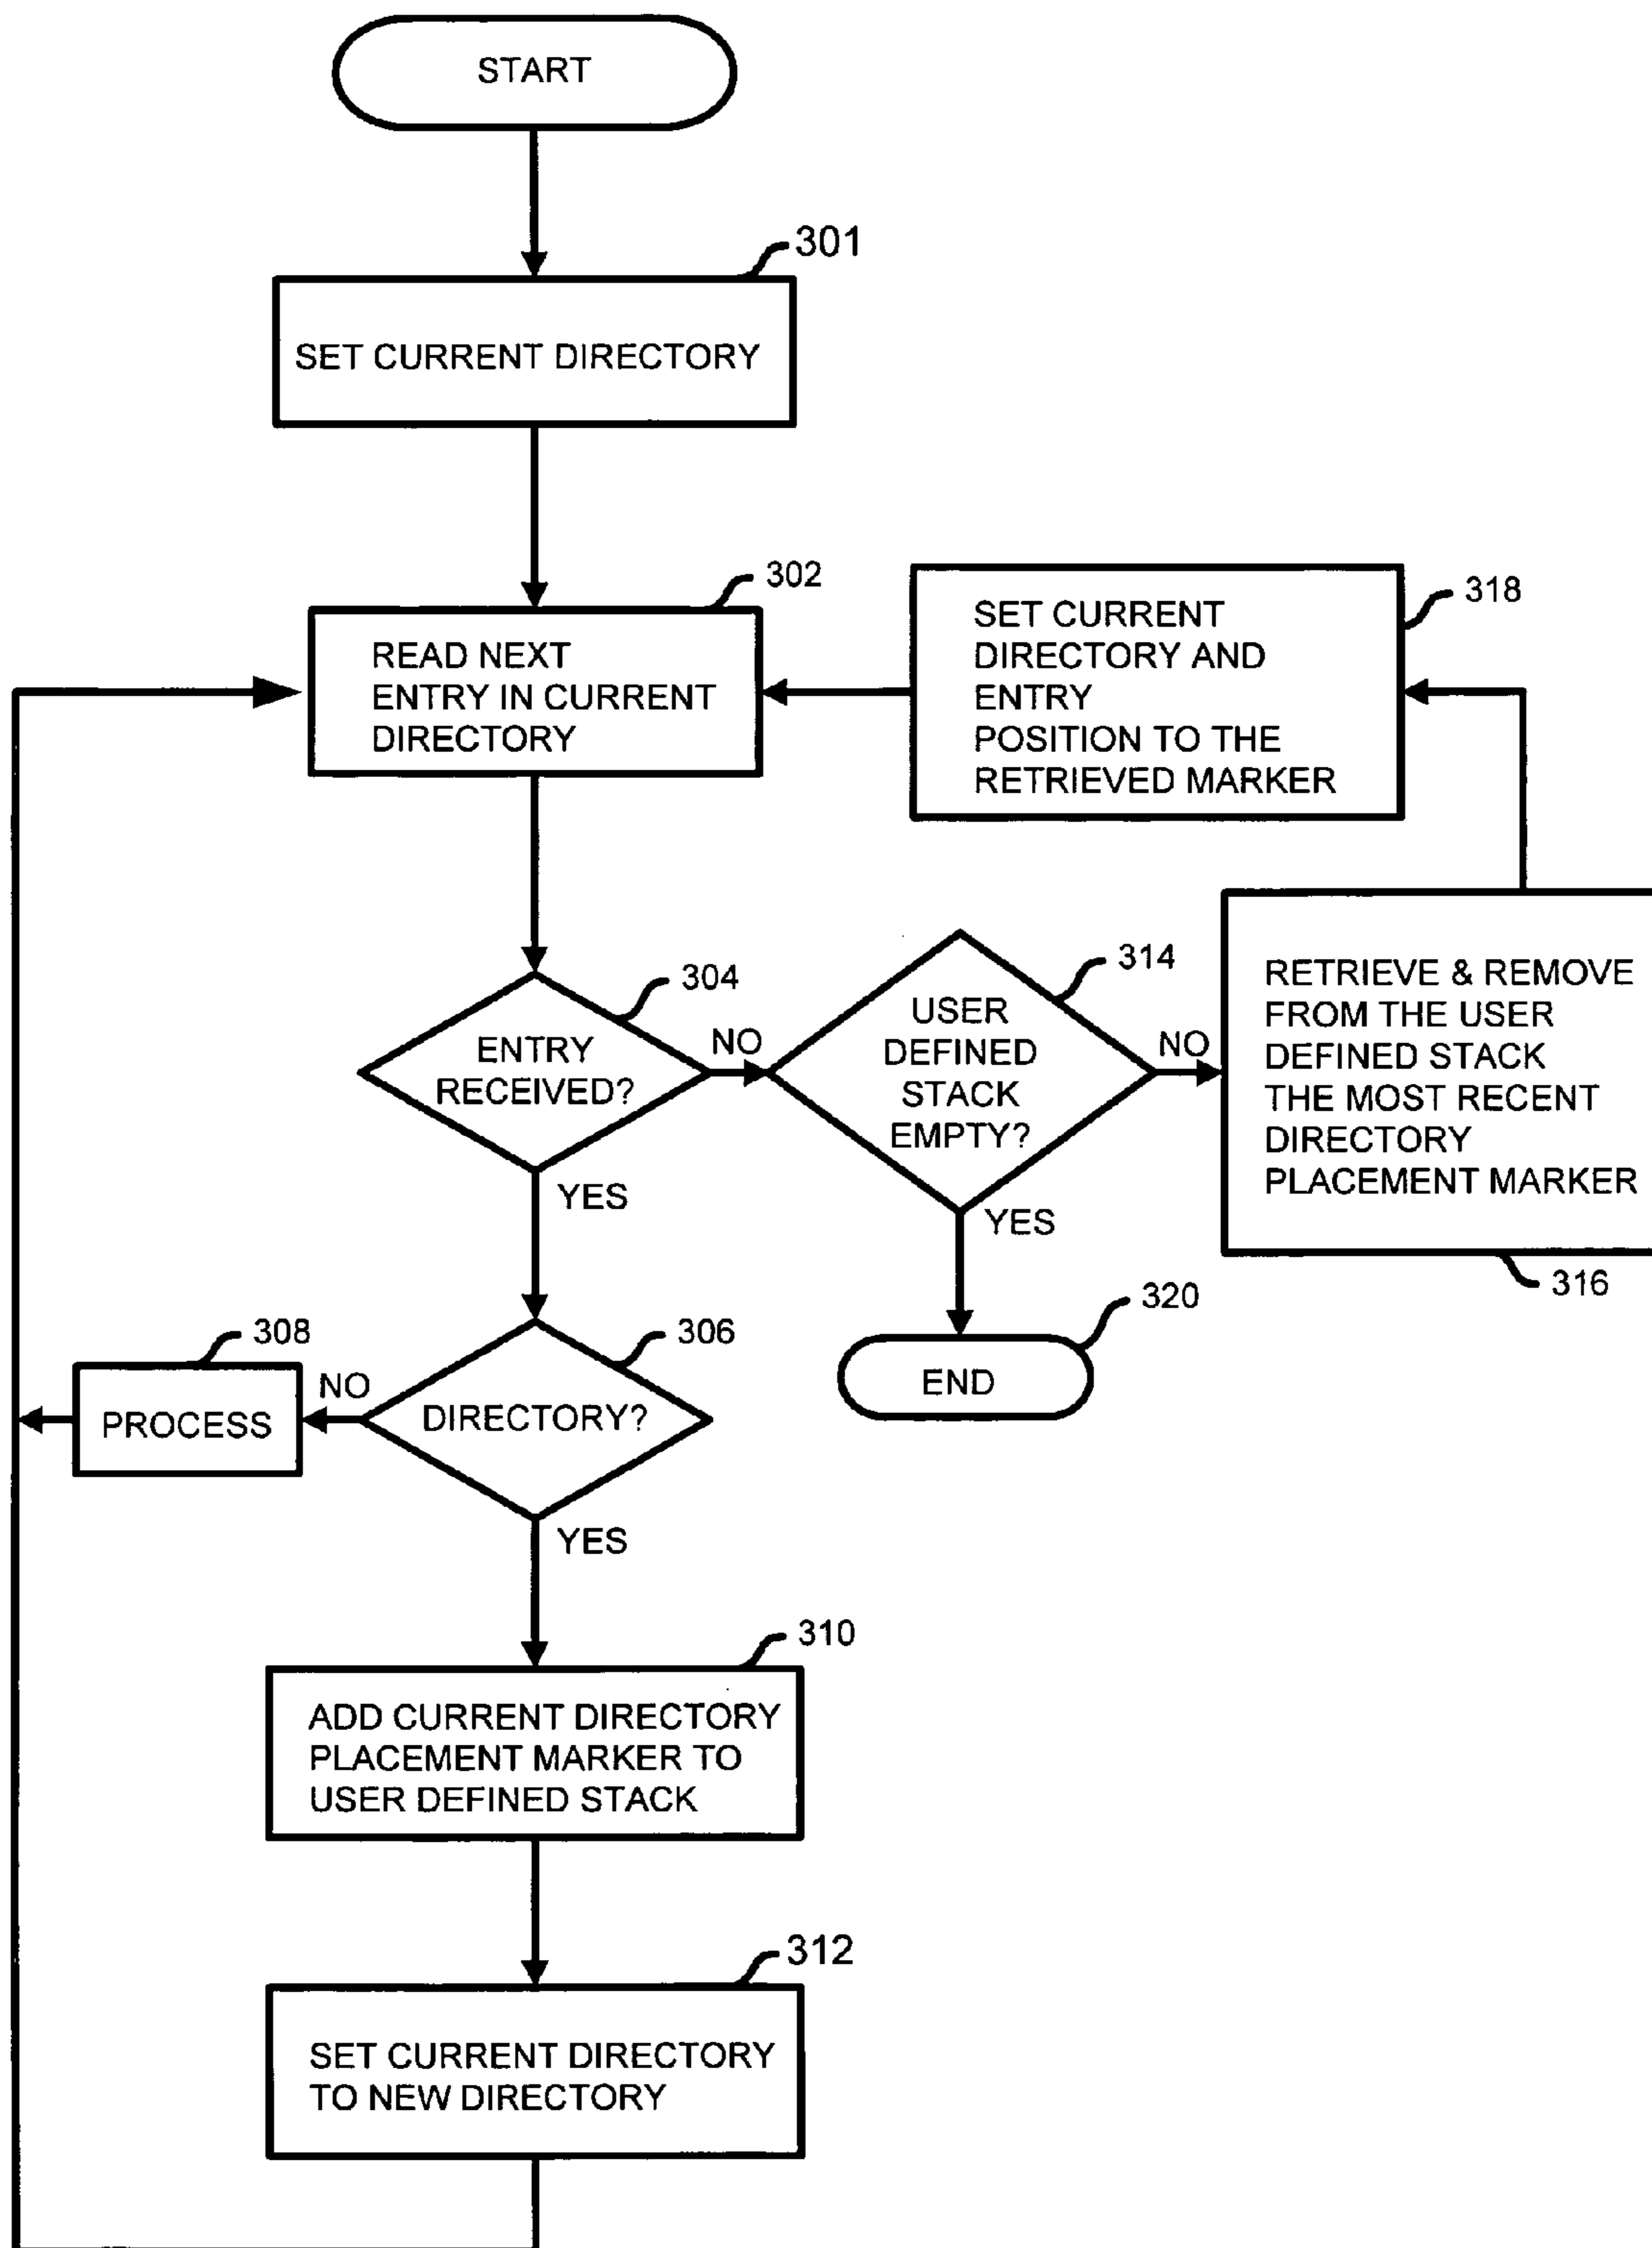 START
301
SET CURRENT DIRECTORY
302
READ NEXT
ENTRY IN CURRENT
DIRECTORY
318
SET CURRENT
DIRECTORY AND
ENTRY
POSITION TO THE
RETRIEVED MARKER
304
ENTRY
RECEIVED?
NO
YES
314
USER
DEFINED
STACK
EMPTY?
NO
YES
RETRIEVE & REMOVE
FROM THE USER
DEFINED STACK
THE MOST RECENT
DIRECTORY
PLACEMENT MARKER
316
320
END
306
DIRECTORY?
NO
YES
308
PROCESS
310
ADD CURRENT DIRECTORY
PLACEMENT MARKER TO
USER DEFINED STACK
312
SET CURRENT DIRECTORY
TO NEW DIRECTORY